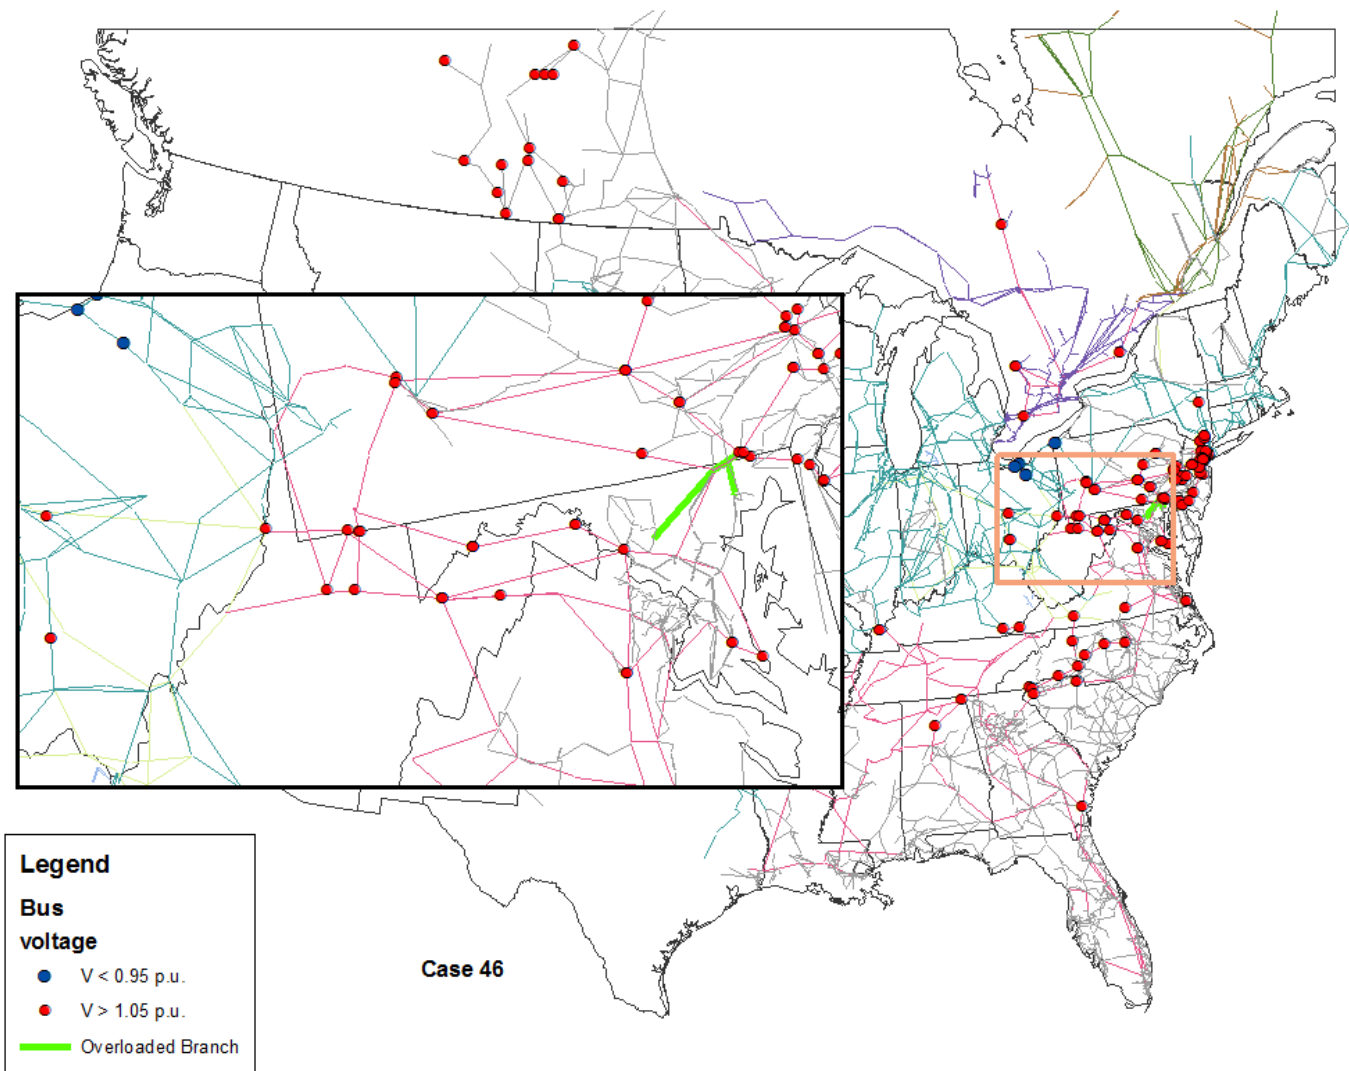 Case 46
Legend
Bus
voltage
V < 0.95 p.u.
V > 1.05 p.u.
Overloaded Branch